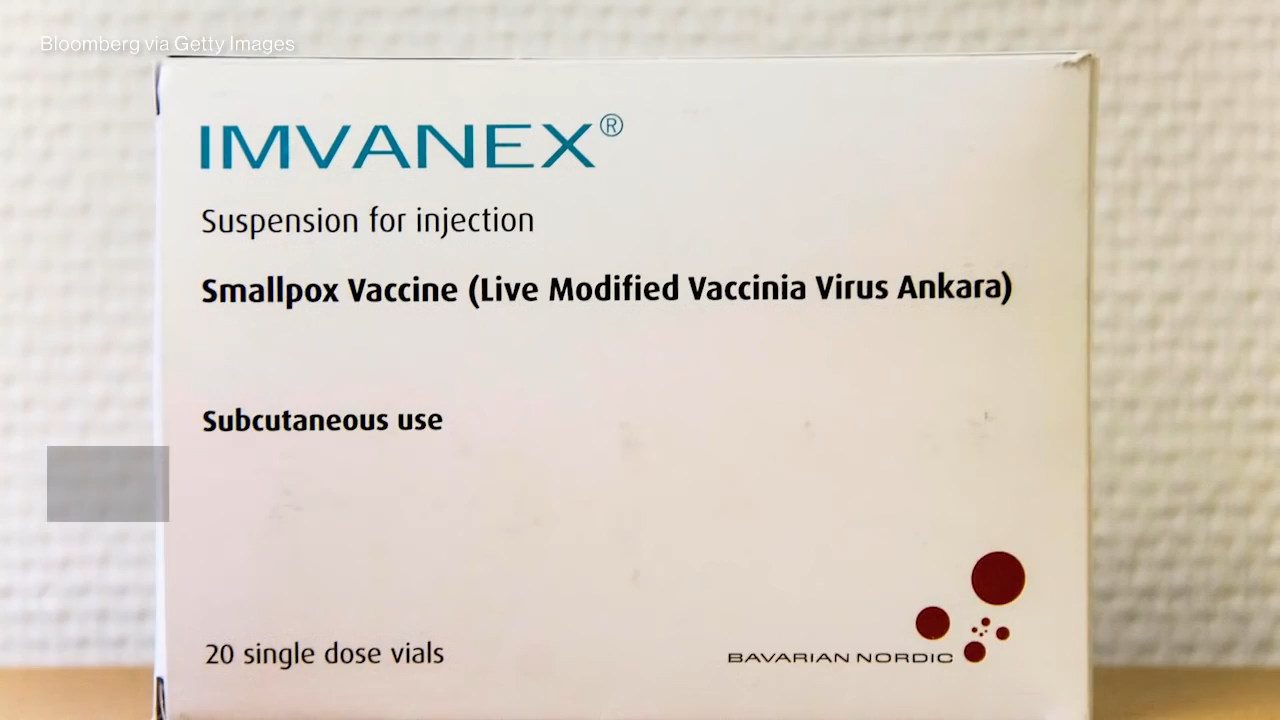 Bloomberg via Getty Images
IMVANEX®
Suspension for injection
Smallpox Vaccine (Live Modified Vaccinia Virus Ankara)
Subcutaneous use
20 single dose vials
BAVARIAN NORDIC